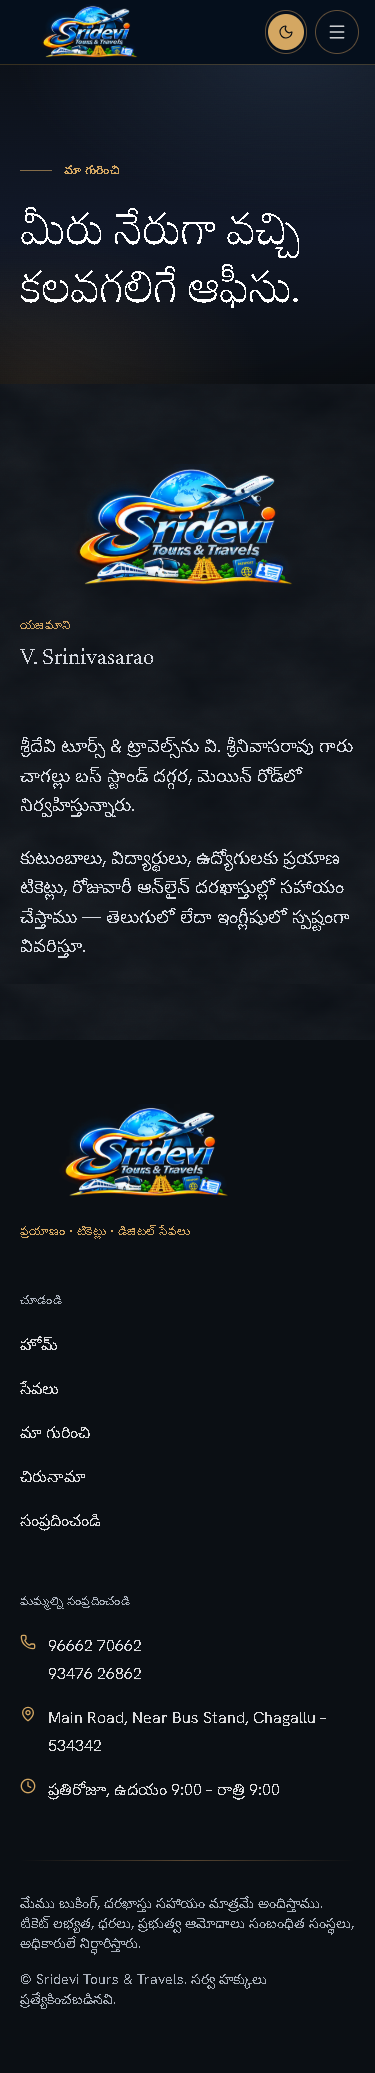 Sridevi
Tours & Travels
మా గురించి
మీరు నేరుగా వచ్చి
కలవగలిగే ఆఫీసు.
Sridevi
Tours & Travels
యజమాని
V. Srinivasarao
శ్రీదేవి టూర్స్ & ట్రావెల్స్‌ను వి. శ్రీనివాసరావు గారు
చాగల్లు బస్ స్టాండ్ దగ్గర, మెయిన్ రోడ్‌లో
నిర్వహిస్తున్నారు.
కుటుంబాలు, విద్యార్థులు, ఉద్యోగులకు ప్రయాణ
టికెట్లు, రోజువారీ ఆన్‌లైన్ దరఖాస్తుల్లో సహాయం
చేస్తాము — తెలుగులో లేదా ఇంగ్లీషులో స్పష్టంగా
వివరిస్తూ.
Sridevi
Tours & Travels
ప్రయాణం • టికెట్లు • డిజిటల్ సేవలు
చూడండి
హోమ్
సేవలు
మా గురించి
చిరునామా
సంప్రదించండి
మమ్మల్ని సంప్రదించండి
96662 70662
93476 26862
Main Road, Near Bus Stand, Chagallu –
534342
ప్రతిరోజూ, ఉదయం 9:00 – రాత్రి 9:00
మేము బుకింగ్, దరఖాస్తు సహాయం మాత్రమే అందిస్తాము.
టికెట్ లభ్యత, ధరలు, ప్రభుత్వ ఆమోదాలు సంబంధిత సంస్థలు,
అధికారులే నిర్ధారిస్తారు.
© Sridevi Tours & Travels. సర్వ హక్కులు
ప్రత్యేకించబడినవి.